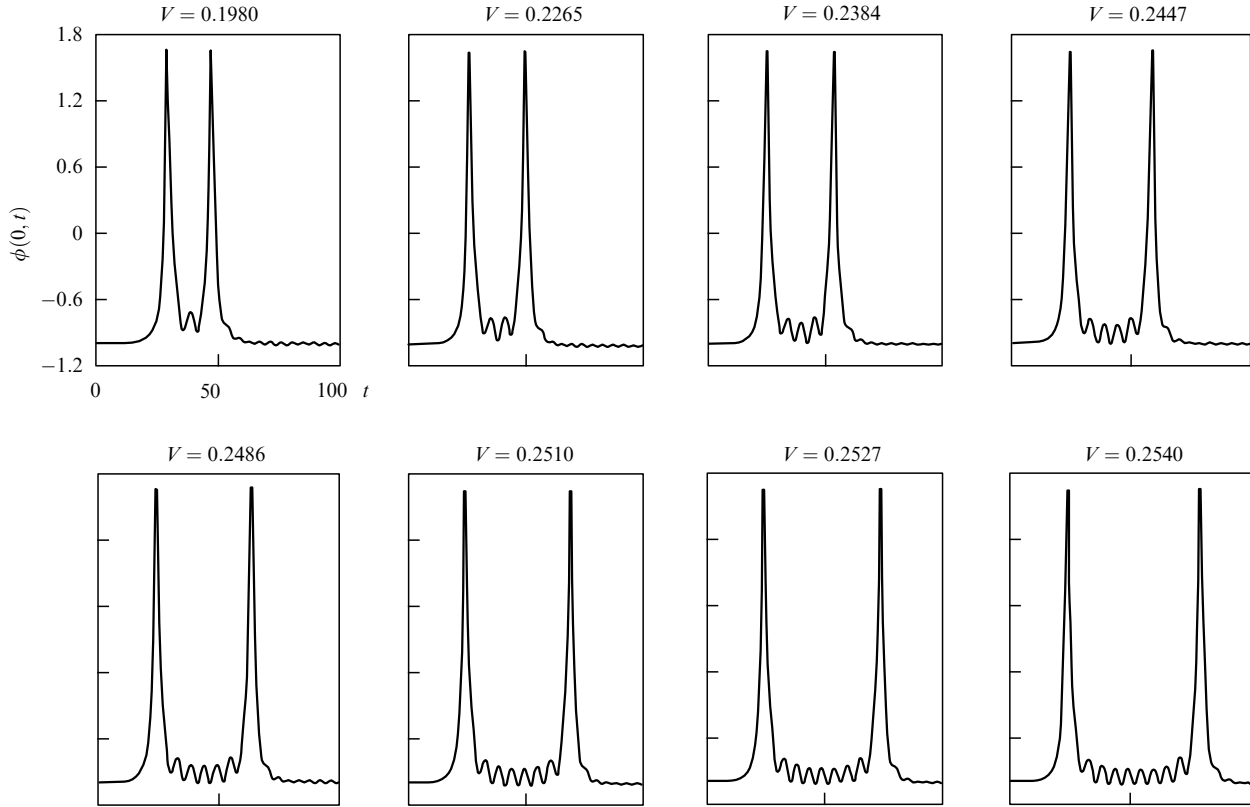 V = 0.1980
V = 0.2265
V = 0.2384
V = 0.2447
1.8
1.2
0.6
0
−0.6
−1.2
ϕ(0, t)
0
50
100
t
V = 0.2486
V = 0.2510
V = 0.2527
V = 0.2540